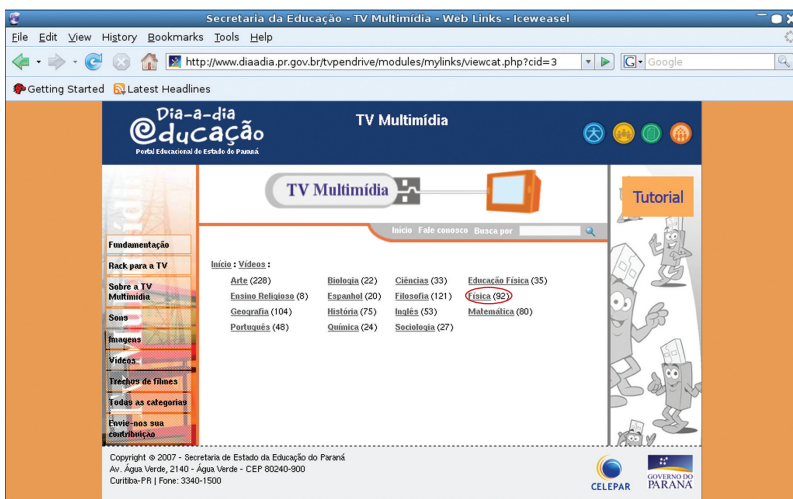 Secretaria da Educação - TV Multimídia - Web Links - Iceweasel
File Edit View History Bookmarks Tools Help
http://www.diaadia.pr.gov.br/tvpendrive/modules/mylinks/viewcat.php?cid=3
G Google
Getting Started Latest Headlines
Dia-a-dia
@ducação
Portal Educacional do Estado do Paraná
TV Multimídia
TV Multimídia
Tutorial
Início Fale conosco Busca por
Fundamentação
Rack para a TV
Sobre a TV
Multimídia
Sons
Imagens
Vídeos
Trechos de filmes
Todas as categorias
Envie-nos sua
contribuição
Início : Vídeos :
Arte (228) Biologia (22) Ciências (33) Educação Física (35)
Ensino Religioso (8) Espanhol (20) Filosofia (121) Física (92)
Geografia (104) História (75) Inglês (53) Matemática (80)
Português (48) Química (24) Sociologia (27)
Copyright © 2007 - Secretaria de Estado da Educação do Paraná
Av. Água Verde, 2140 - Água Verde - CEP 80240-900
Curitiba-PR | Fone: 3340-1500
CELEPAR
GOVERNO DO
PARANÁ